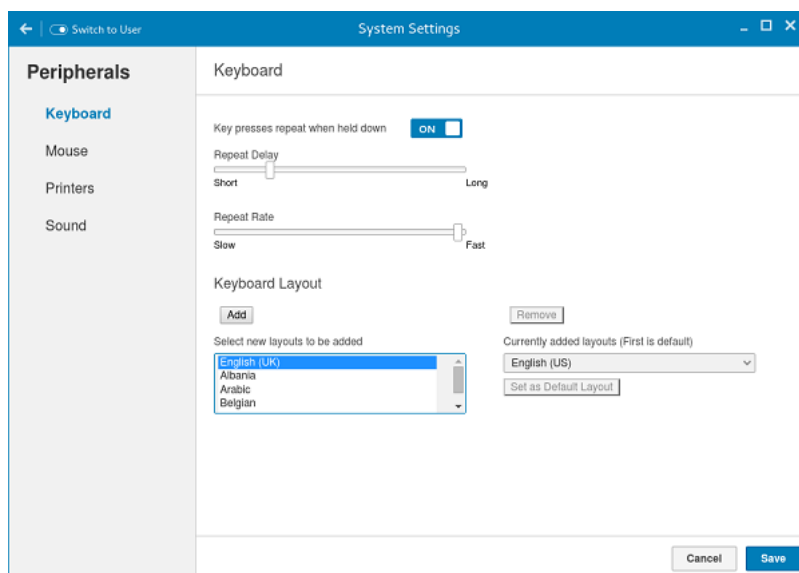 Switch to User
System Settings
Peripherals
Keyboard
Mouse
Printers
Sound
Keyboard
Key presses repeat when held down
ON
Repeat Delay
Short
Long
Repeat Rate
Slow
Fast
Keyboard Layout
Add
Remove
Select new layouts to be added
Currently added layouts (First is default)
English (UK)
Albania
Arabic
Belgian
English (US)
Set as Default Layout
Cancel
Save